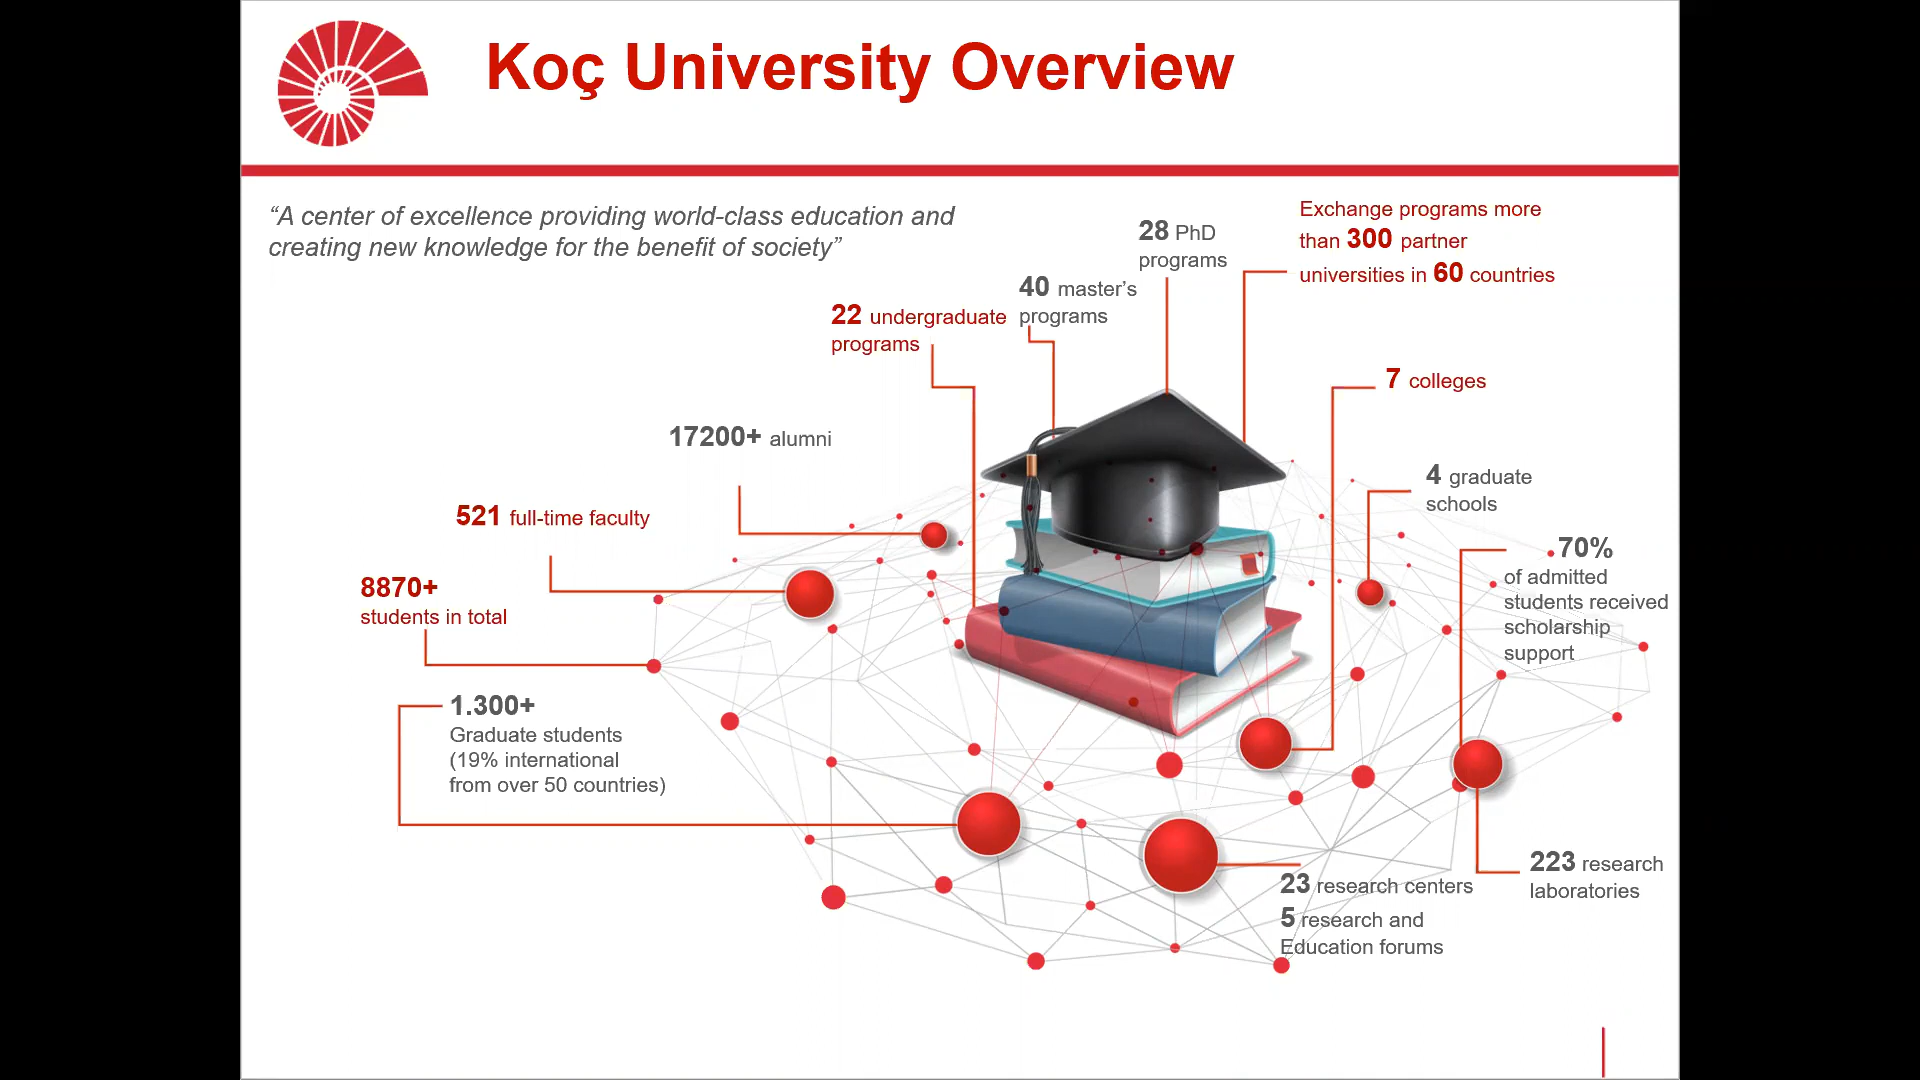 Koç University Overview
“A center of excellence providing world-class education and
creating new knowledge for the benefit of society”
28 PhD
programs
Exchange programs more
than 300 partner
universities in 60 countries
40 master’s
programs
22 undergraduate
programs
7 colleges
17200+ alumni
4 graduate
schools
521 full-time faculty
70%
of admitted
students received
scholarship
support
8870+
students in total
1.300+
Graduate students
(19% international
from over 50 countries)
223 research
laboratories
23 research centers
5 research and
Education forums